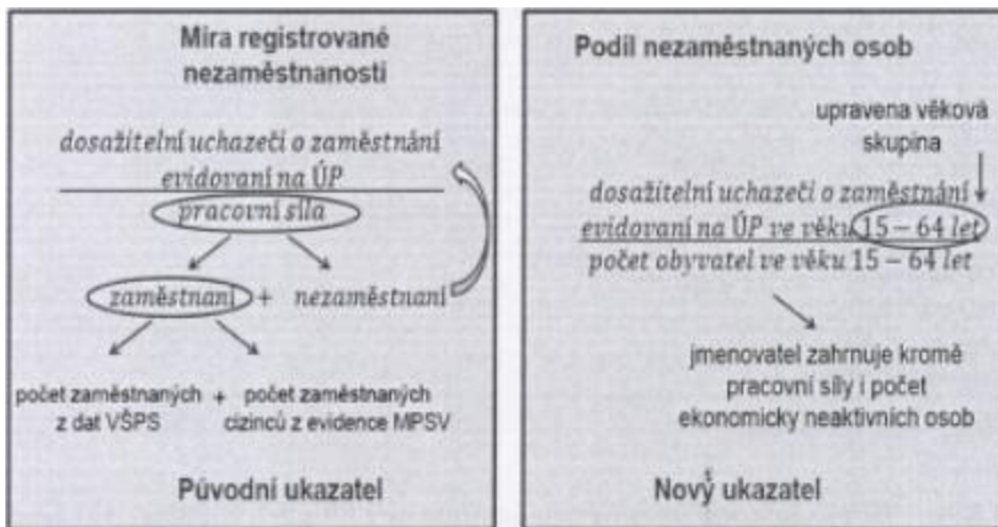 Míra registrované
nezaměstnanosti
dosažitelní uchazeči o zaměstnání
evidovaní na ÚP
pracovní síla
zaměstnaní + nezaměstnaní
počet zaměstnaných + počet zaměstnaných
z dat VŠPS cizinců z evidence MPSV
Původní ukazatel
Podíl nezaměstnaných osob
upravena věková
skupina
dosažitelní uchazeči o zaměstnání
evidovaní na ÚP ve věku 15 – 64 let
počet obyvatel ve věku 15 – 64 let
jmenovatel zahrnuje kromě
pracovní síly i počet
ekonomicky neaktivních osob
Nový ukazatel